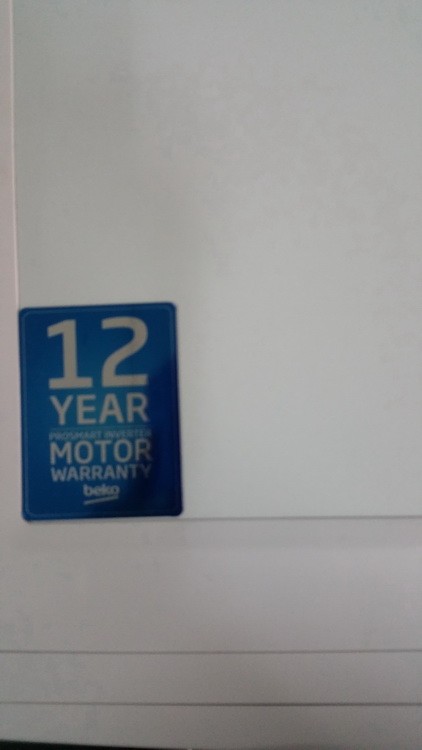 12
YEAR
PROSMART INVERTER
MOTOR
WARRANTY
beko